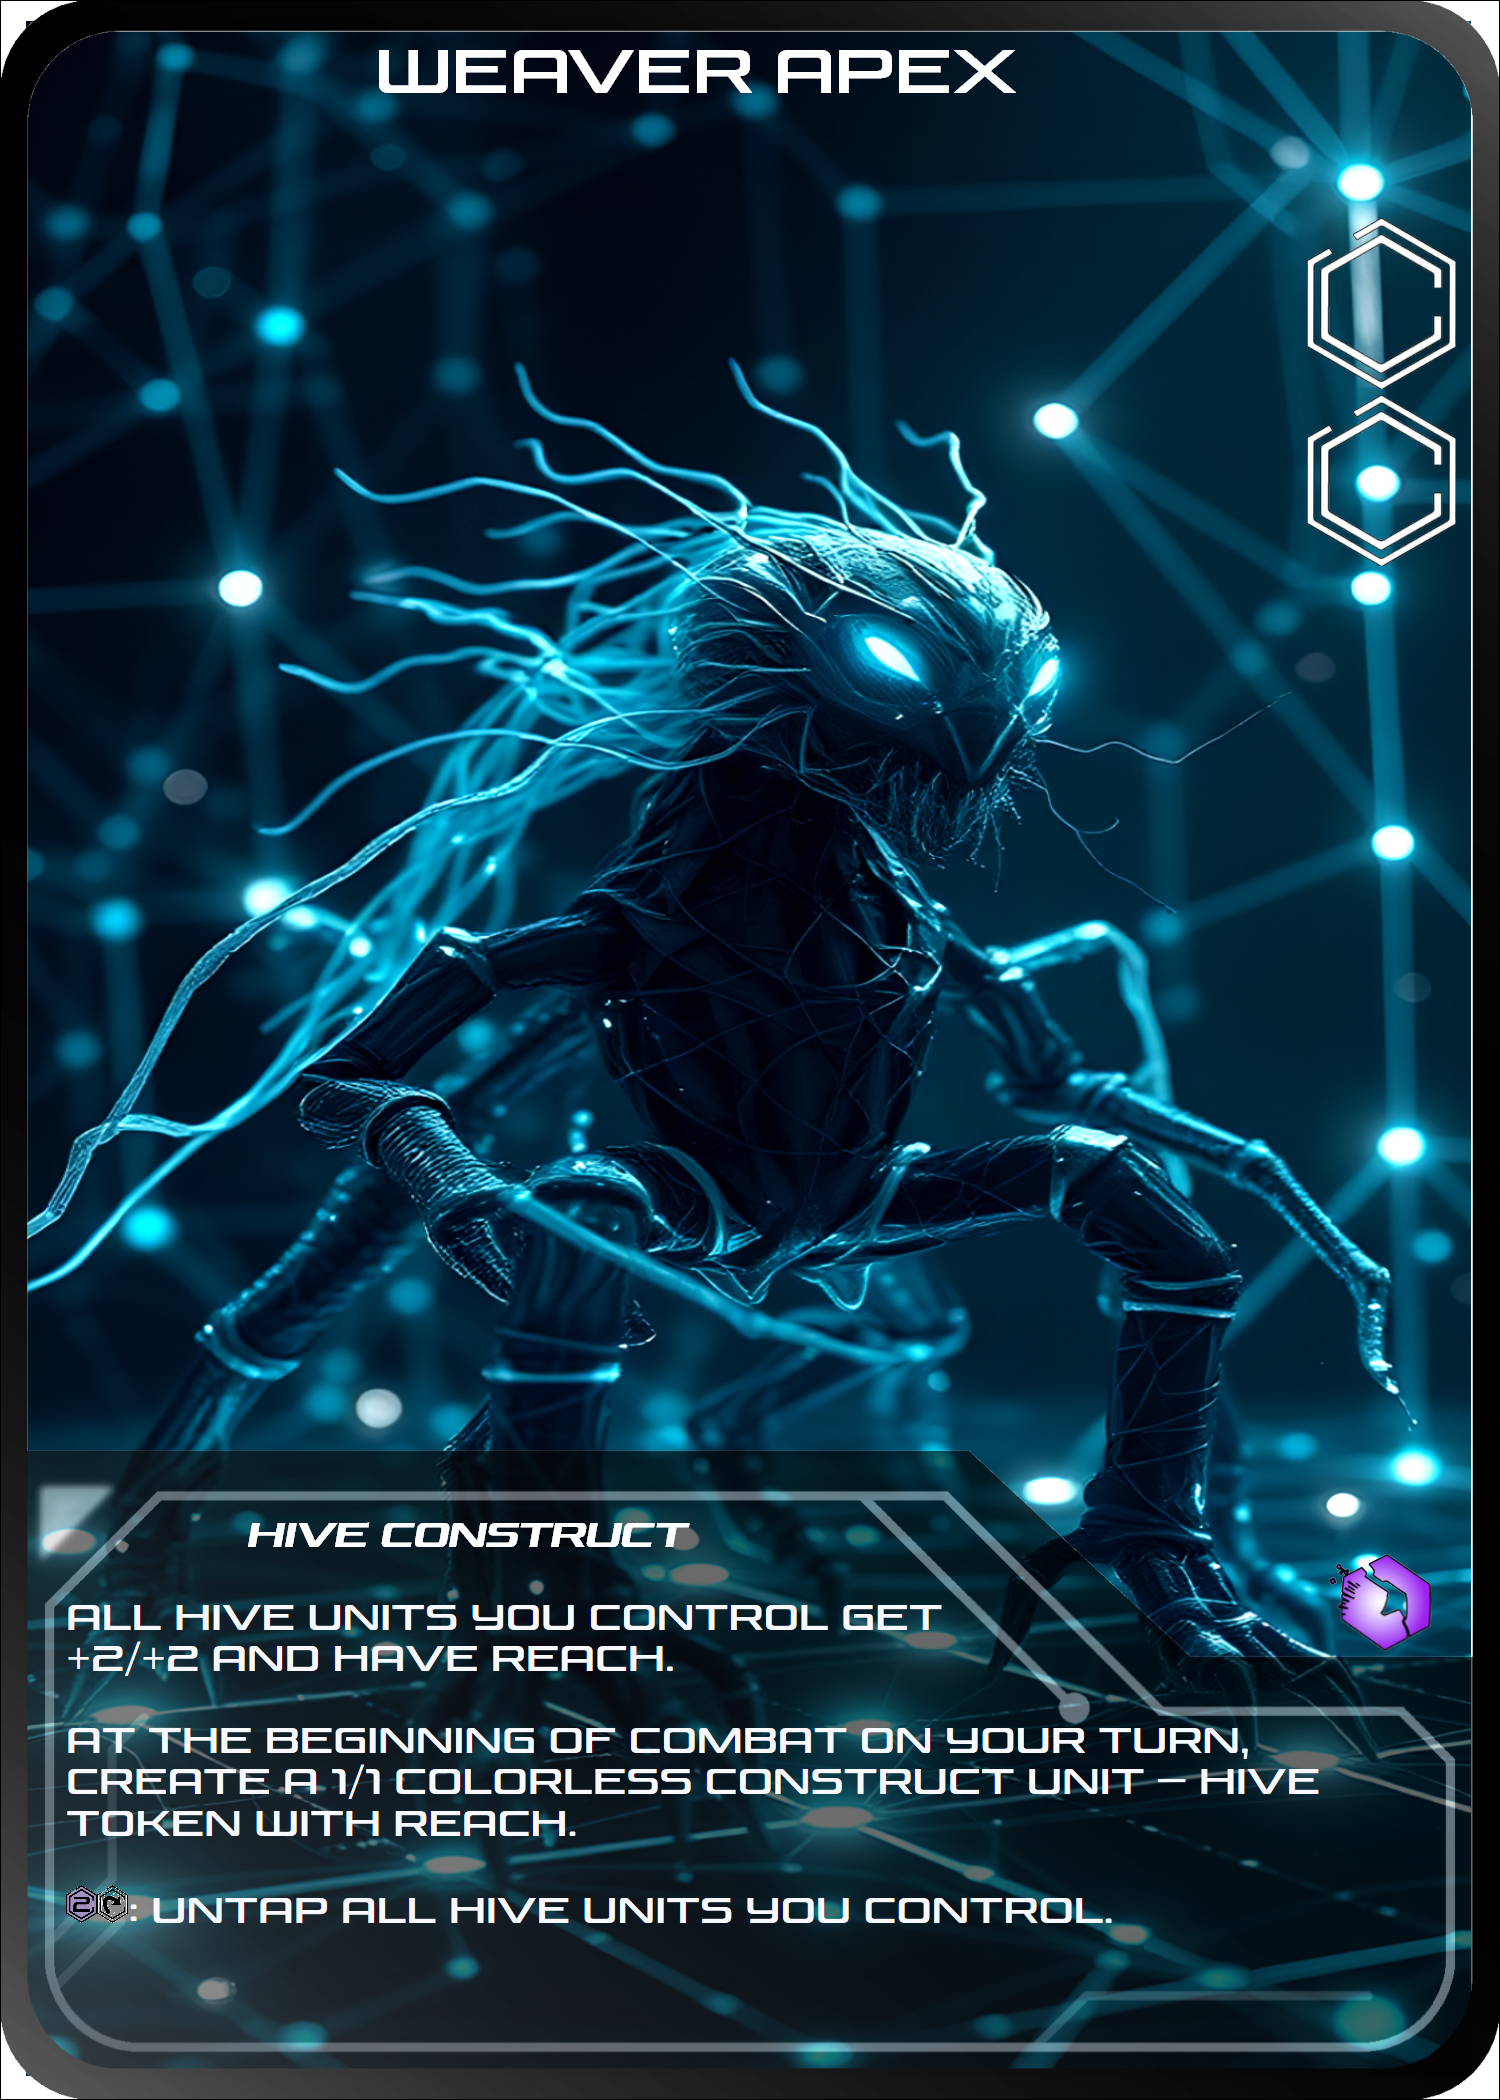 WEAVER APEX
C
C
HIVE CONSTRUCT
ALL HIVE UNITS YOU CONTROL GET
+2/+2 AND HAVE REACH.
AT THE BEGINNING OF COMBAT ON YOUR TURN,
CREATE A 1/1 COLORLESS CONSTRUCT UNIT – HIVE
TOKEN WITH REACH.
2 : UNTAP ALL HIVE UNITS YOU CONTROL.